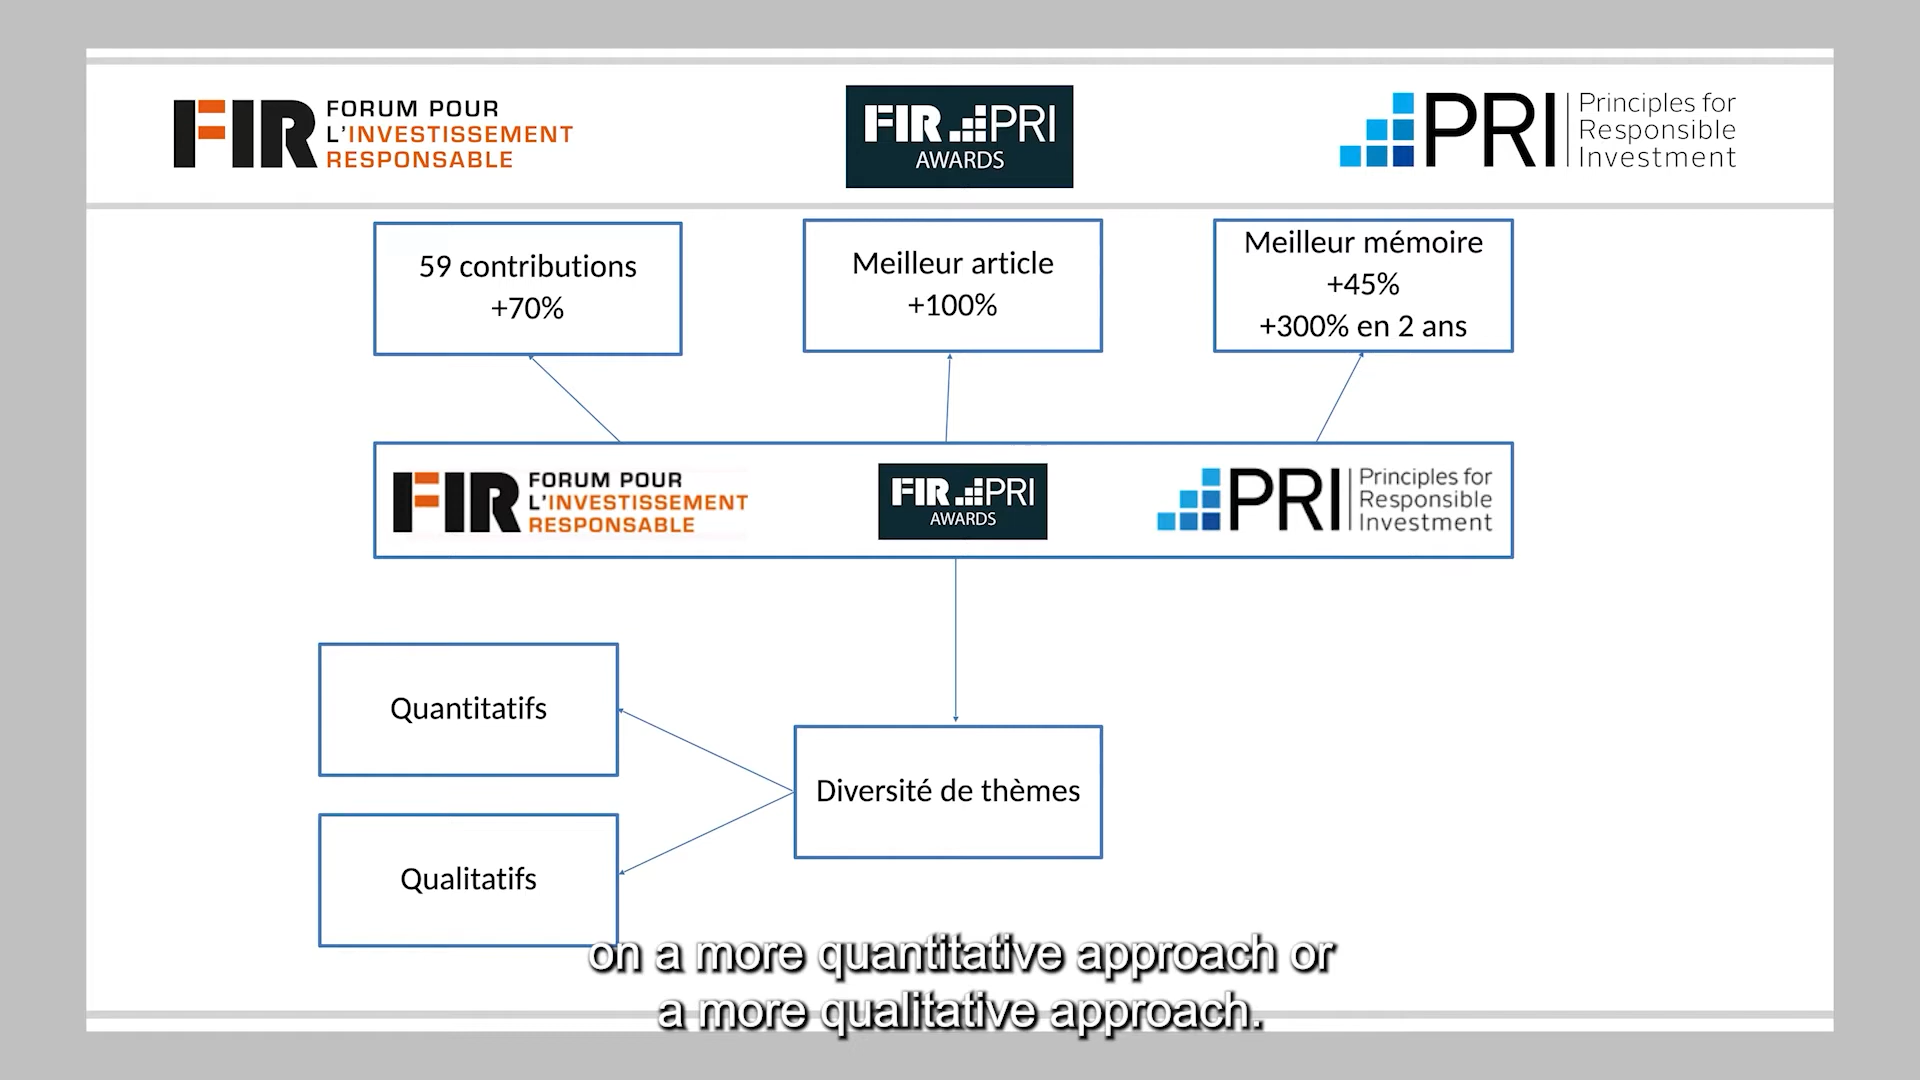 FIR FORUM POUR
L'INVESTISSEMENT
RESPONSABLE
FIR PRI
AWARDS
PRI Principles for
Responsible
Investment
59 contributions
+70%
Meilleur article
+100%
Meilleur mémoire
+45%
+300% en 2 ans
FIR FORUM POUR
L'INVESTISSEMENT
RESPONSABLE
FIR PRI
AWARDS
PRI Principles for
Responsible
Investment
Quantitatifs
Diversité de thèmes
Qualitatifs
on a more quantitative approach or
a more qualitative approach.